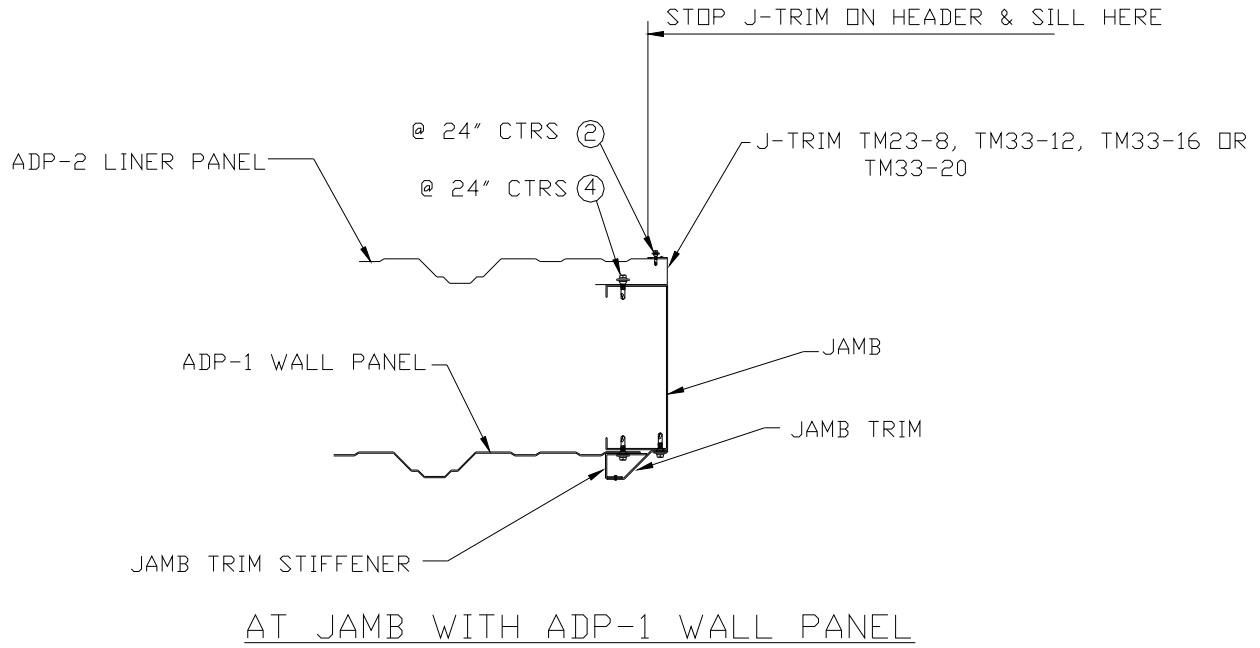 STOP J-TRIM ON HEADER & SILL HERE
@ 24" CTRS 2
J-TRIM TM23-8, TM33-12, TM33-16 OR
TM33-20
ADP-2 LINER PANEL
@ 24" CTRS 4
JAMB
ADP-1 WALL PANEL
JAMB TRIM
JAMB TRIM STIFFENER
AT JAMB WITH ADP-1 WALL PANEL